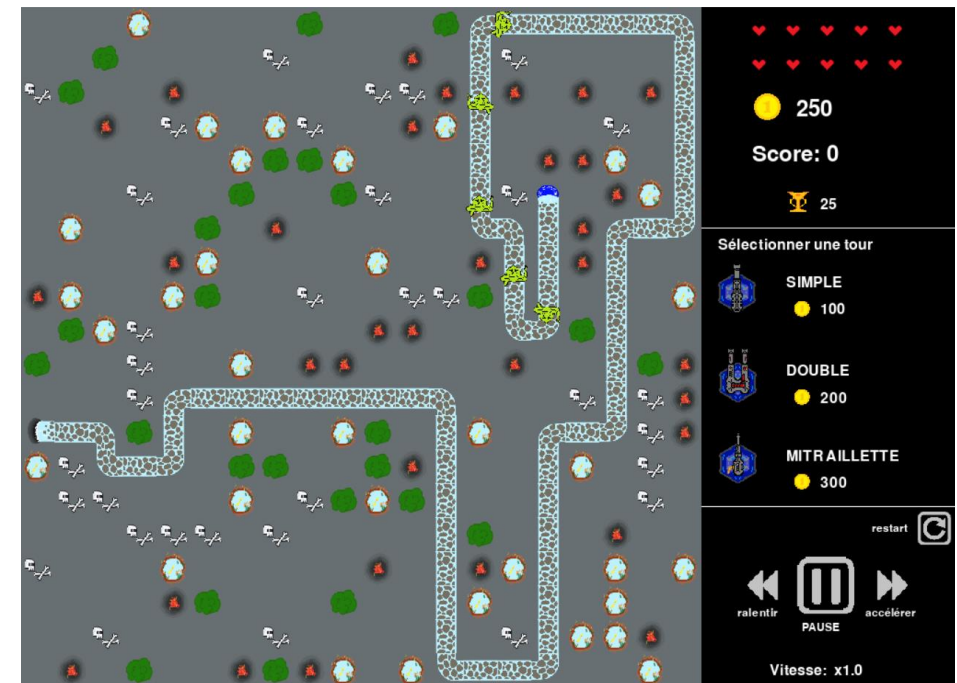 1 250
Score: 0
25
Sélectionner une tour
SIMPLE
100
DOUBLE
200
MITRAILLETTE
300
restart
ralentir
accélérer
PAUSE
Vitesse: x1.0